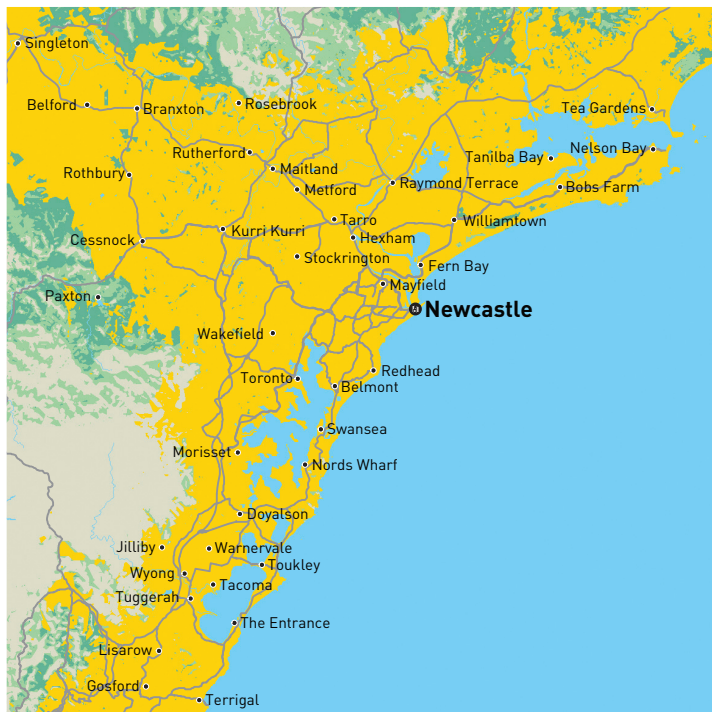 Singleton
Belford
Branxton
Rosebrook
Tea Gardens
Rutherford
Maitland
Tanilba Bay
Nelson Bay
Rothbury
Metford
Raymond Terrace
Bobs Farm
Tarro
Williamtown
Cessnock
Kurri Kurri
Hexham
Stockrington
Fern Bay
Mayfield
Paxton
Newcastle
Wakefield
Toronto
Redhead
Belmont
Swansea
Morisset
Nords Wharf
Doyalson
Jilliby
Warnervale
Toukley
Wyong
Tacoma
Tuggerah
The Entrance
Lisarow
Gosford
Terrigal